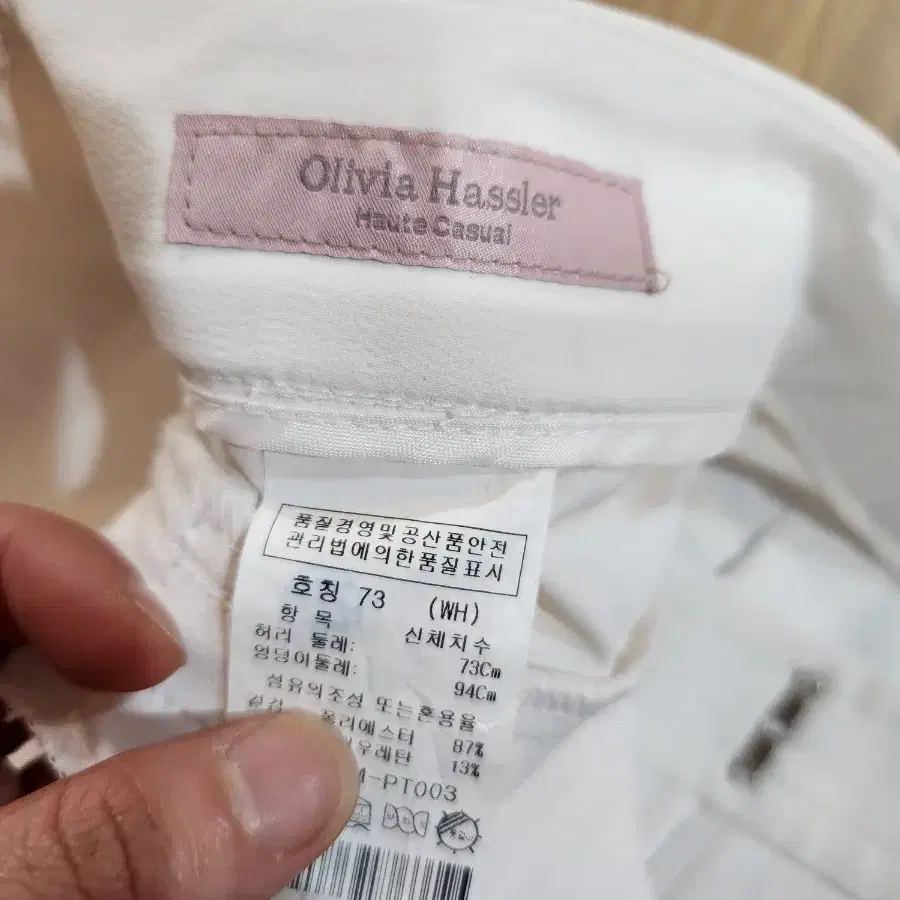 Olivia Hassler
Haute Casual
품질경영및공산품안전
관리법에의한품질표시
호칭 73 (WH)
항 목 신체치수
허리 둘레: 73Cm
엉덩이둘레: 94Cm
섬유의조성 또는혼용율
겉감 폴리에스터 87%
우레탄 13%
-PT003